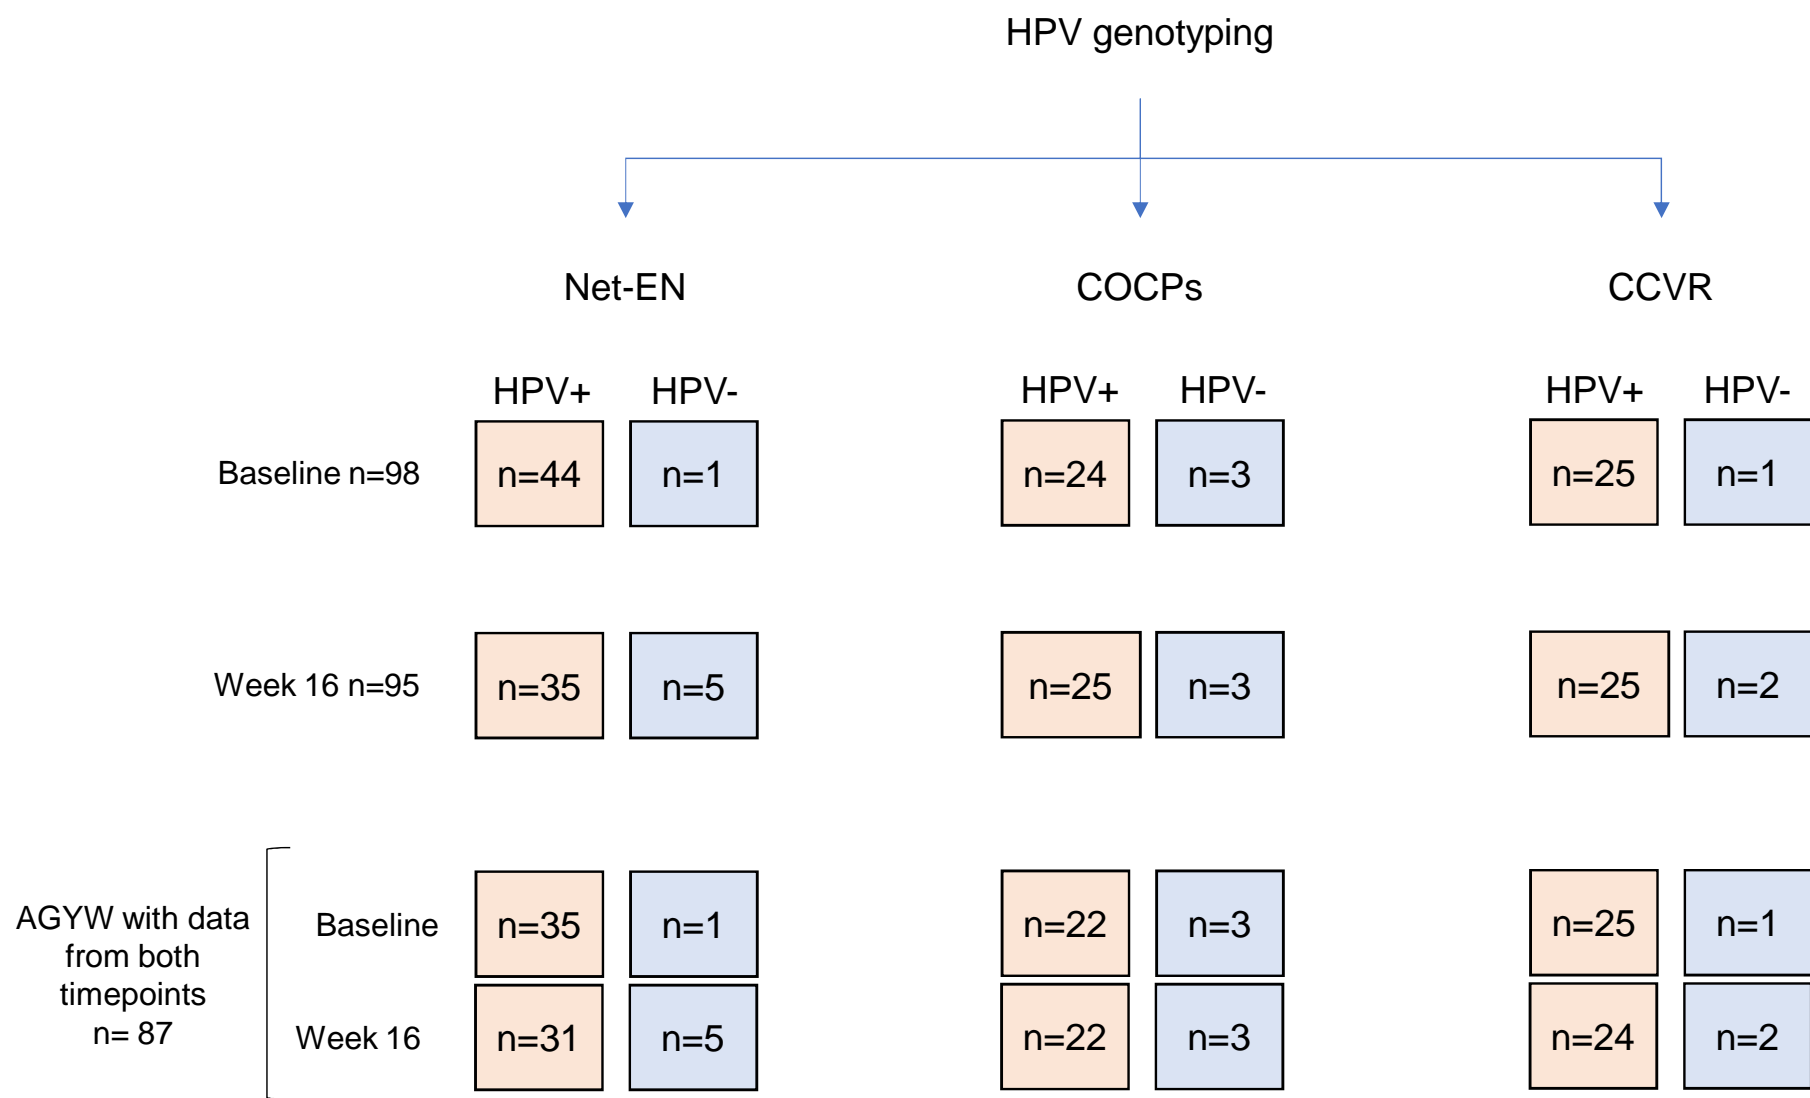 HPV genotyping
Net-EN COCPs CCVR
HPV+ HPV- HPV+ HPV- HPV+ HPV-
Baseline n=98 n=44 n=1 n=24 n=3 n=25 n=1
Week 16 n=95 n=35 n=5 n=25 n=3 n=25 n=2
AGYW with data
from both
timepoints
n= 87
Baseline n=35 n=1 n=22 n=3 n=25 n=1
Week 16 n=31 n=5 n=22 n=3 n=24 n=2